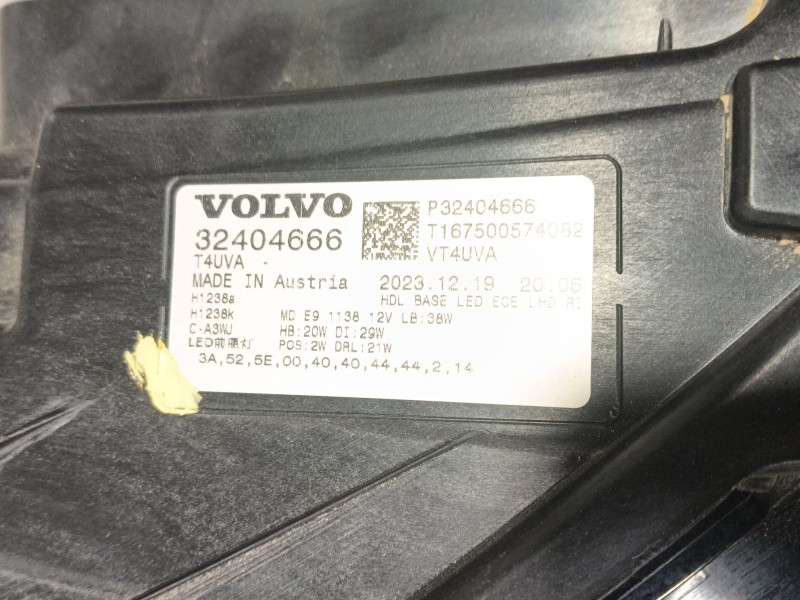 VOLVO
P32404666
32404666
T167500574082
T4UVA -
VT4UVA
MADE IN Austria
2023.12.19 20:06
H1238a
HDL BASE LED ECE LHD RI
H1238k
MD E9 1138 12V LB:38W
C-A3WJ
HB:20W DI:29W
LED前照灯
POS:2W DRL:21W
3A,52,5E,00,40,40,44,44,2,14